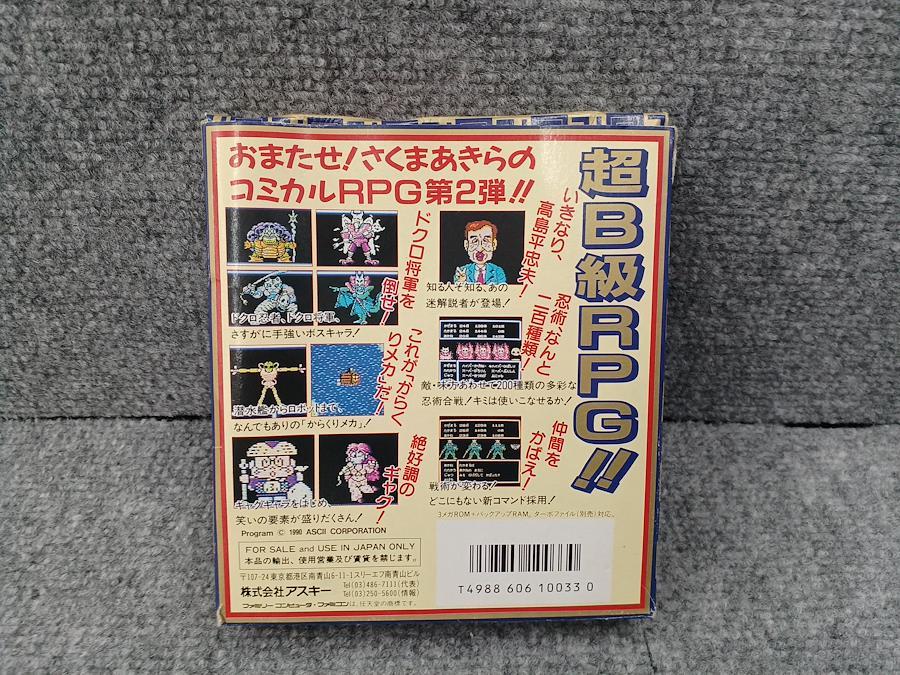 おまたせ!さくまあきらの
コミカルRPG第2弾!!
超B級RPG!!
いきなり、
高島平忠夫!
知る人ぞ知る、あの
迷解説者が登場!
ドクロ将軍を
倒せ!
ドクロ忍者、ドクロ将軍、
さすがに手強いボスキャラ!
忍術、なんと
二百種類!
敵・味方あわせて200種類の多彩な
忍術合戦!キミは使いこなせるか!
これが「からく
りメカ」だ!
潜水艦からロボットまで、
なんでもありの「からくりメカ」!
仲間を
かばえ!
戦術が変わる!
どこにもない新コマンド採用!
絶好調の
ギャグ!
ギャグキャラをはじめ、
笑いの要素が盛りだくさん!
3メガROM+バックアップRAM。ターボファイル(別売)対応。
Program © 1990 ASCII CORPORATION
FOR SALE and USE IN JAPAN ONLY
本品の輸出、使用営業及び賃貸を禁じます。
〒107-24東京都港区南青山6-11-1スリーエフ南青山ビル
Tel(03)486-7111(代表)
株式会社アスキー
Tel(03)250-5600(情報)
ファミリーコンピュータ・ファミコンは、任天堂の商標です。
T4988 606 10033 0